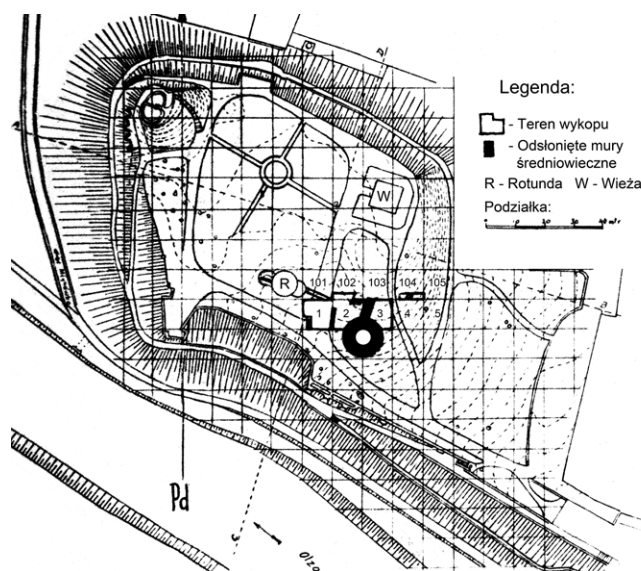 Legenda:
- Teren wykopu
- Odsłonięte mury
średniowieczne
R - Rotunda W - Wieża
Podziałka:
W
R
101 102 103 104 105
1 2 3 4 5
Pd